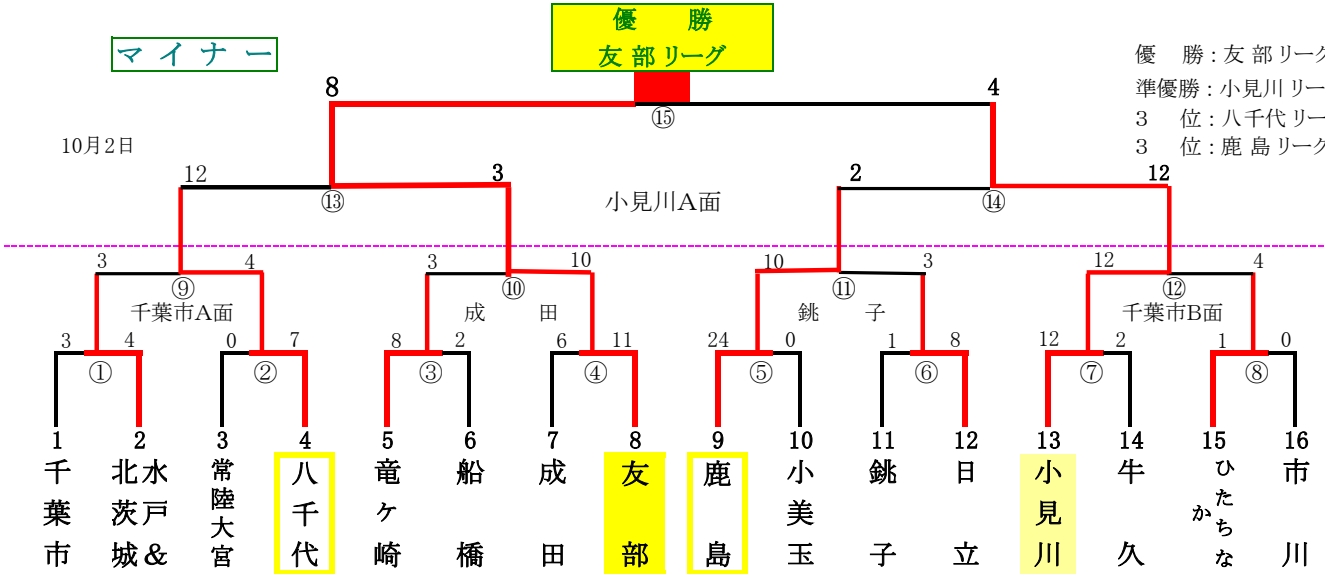 優　勝
友 部 リーグ
マ イ ナ ー
優　勝：友 部 リーグ
準優勝：小見川 リー
3　位：八千代 リー
3　位：鹿 島 リーグ
8
4
⑮
10月2日
12
3
2
12
⑬
⑭
小見川A面
3
4
3
10
10
3
12
4
⑨
⑩
⑪
⑫
千葉市A面
成　田
銚　子
千葉市B面
3
4
0
7
8
2
6
11
24
0
1
8
12
2
1
0
①
②
③
④
⑤
⑥
⑦
⑧
1
2
3
4
5
6
7
8
9
10
11
12
13
14
15
16
千葉市
水戸&
北茨城
常陸大宮
八千代
竜ケ崎
船橋
成田
友部
鹿島
小美玉
銚子
日立
小見川
牛久
ひたちな
か
市川